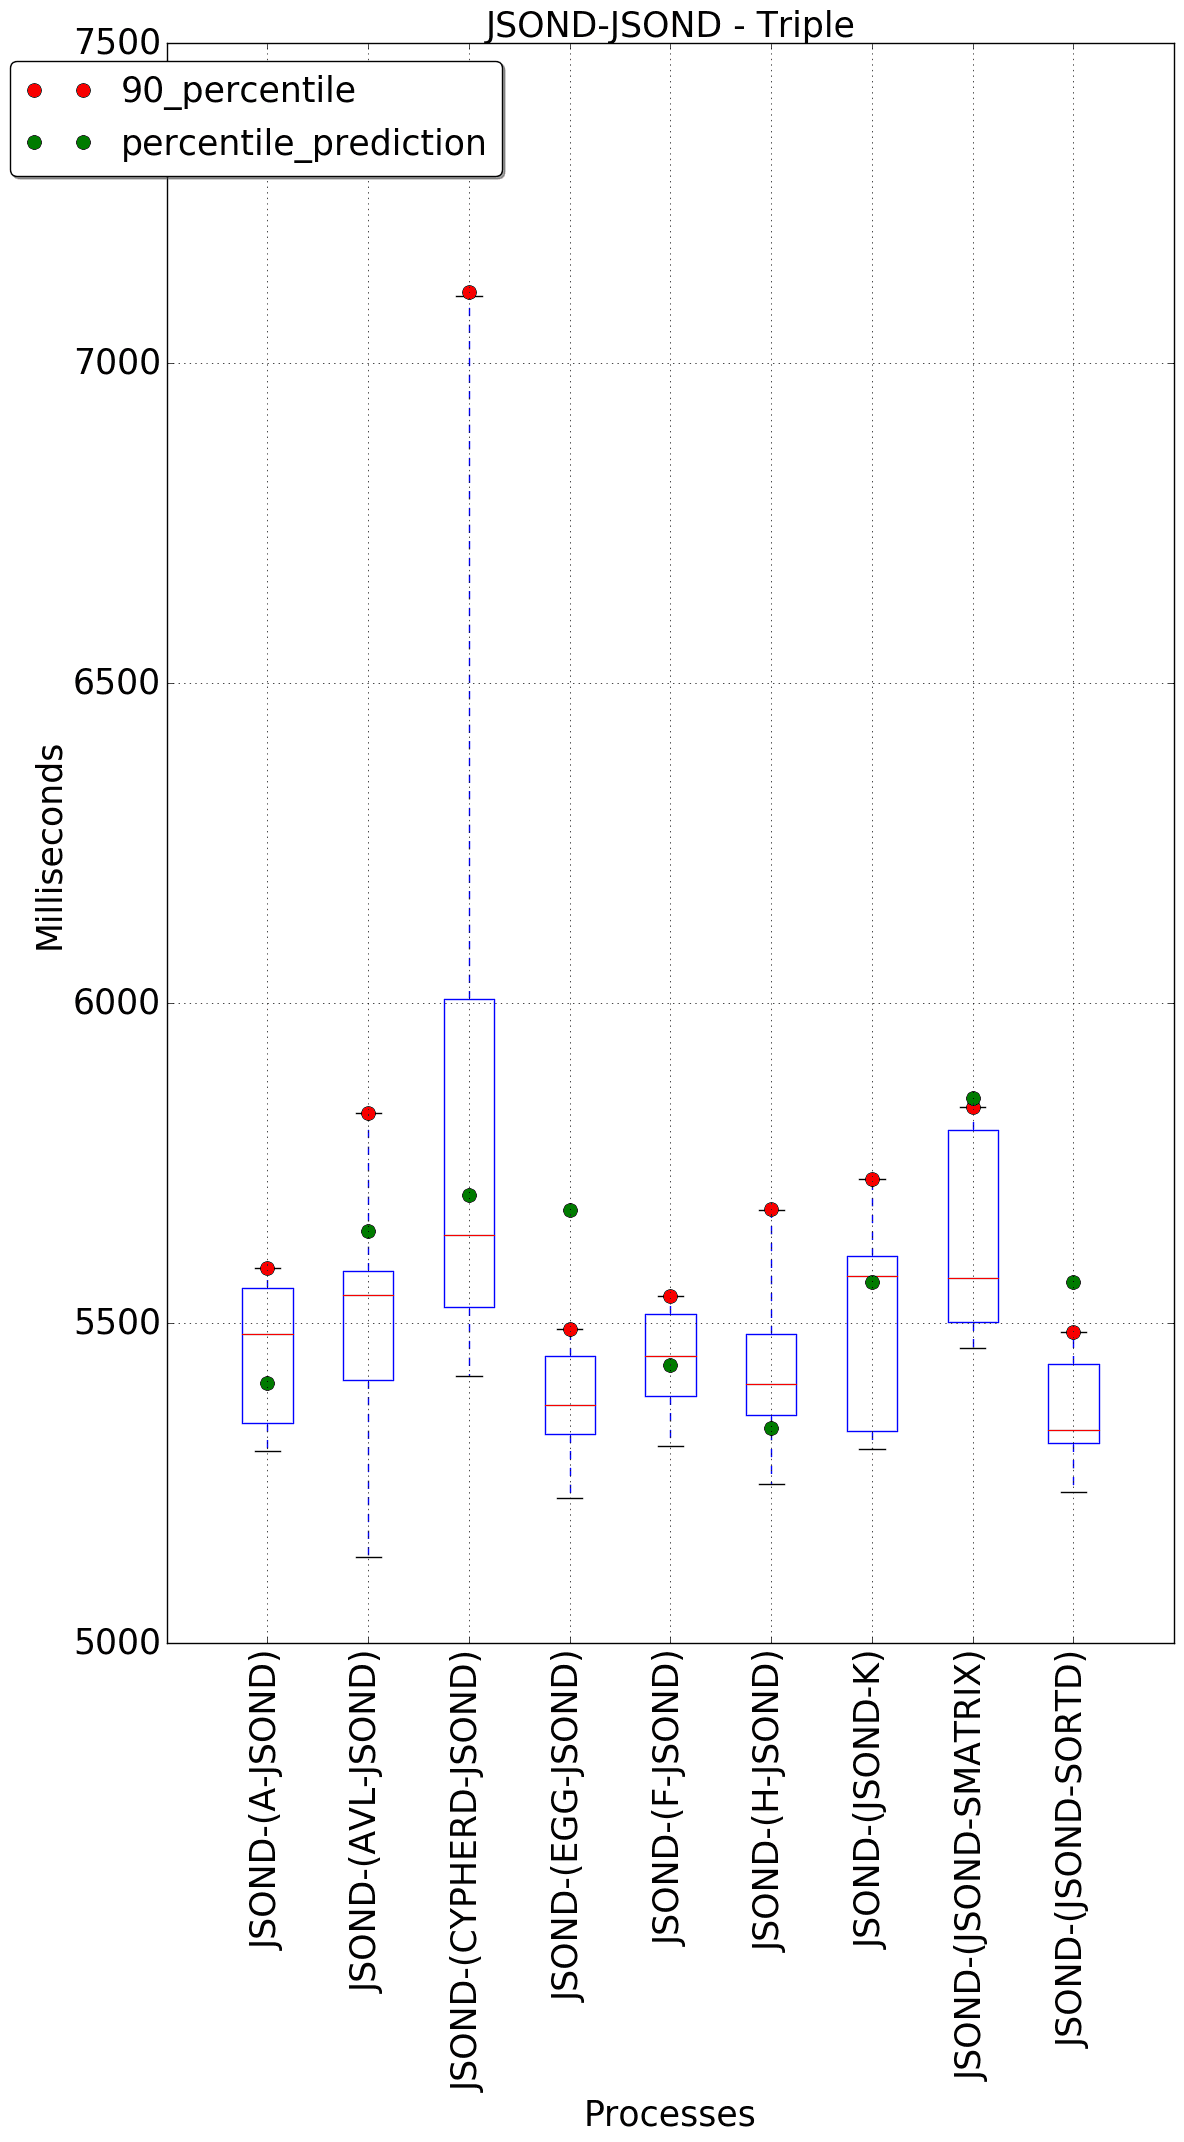 JSOND-JSOND - Triple
90_percentile
percentile_prediction
7500
7000
6500
6000
5500
5000
Milliseconds
JSOND-(A-JSOND)
JSOND-(AVL-JSOND)
JSOND-(CYPHERD-JSOND)
JSOND-(EGG-JSOND)
JSOND-(F-JSOND)
JSOND-(H-JSOND)
JSOND-(JSOND-K)
JSOND-(JSOND-SMATRIX)
JSOND-(JSOND-SORTD)
Processes